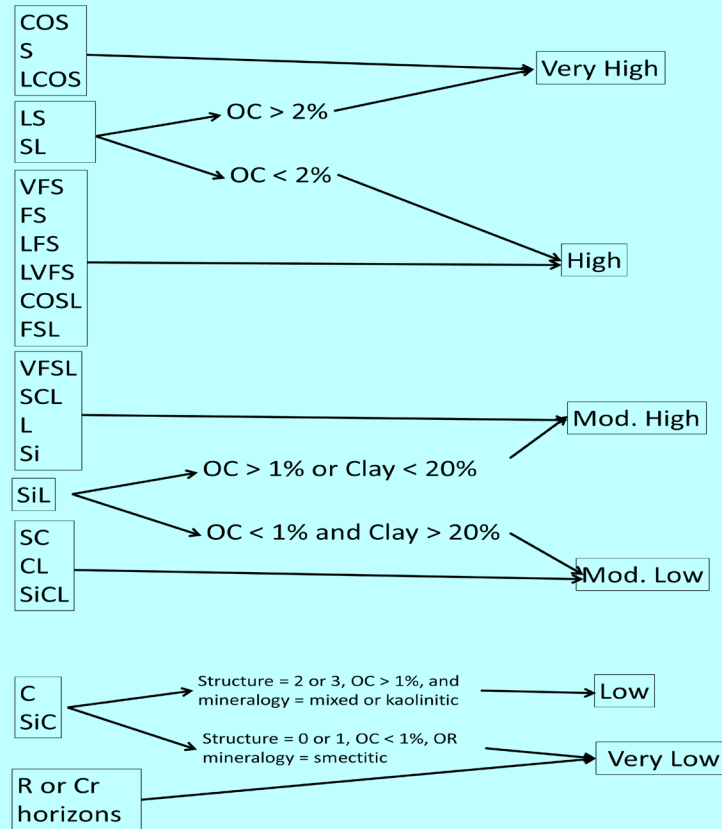 COS
S
LCOS
Very High
LS
SL
OC > 2%
OC < 2%
VFS
FS
LFS
LVFS
COSL
FSL
High
VFSL
SCL
L
Si
Mod. High
SiL
OC > 1% or Clay < 20%
OC < 1% and Clay > 20%
SC
CL
SiCL
Mod. Low
C
SiC
Structure = 2 or 3, OC > 1%, and
mineralogy = mixed or kaolinitic
Low
Structure = 0 or 1, OC < 1%, OR
mineralogy = smectitic
Very Low
R or Cr
horizons